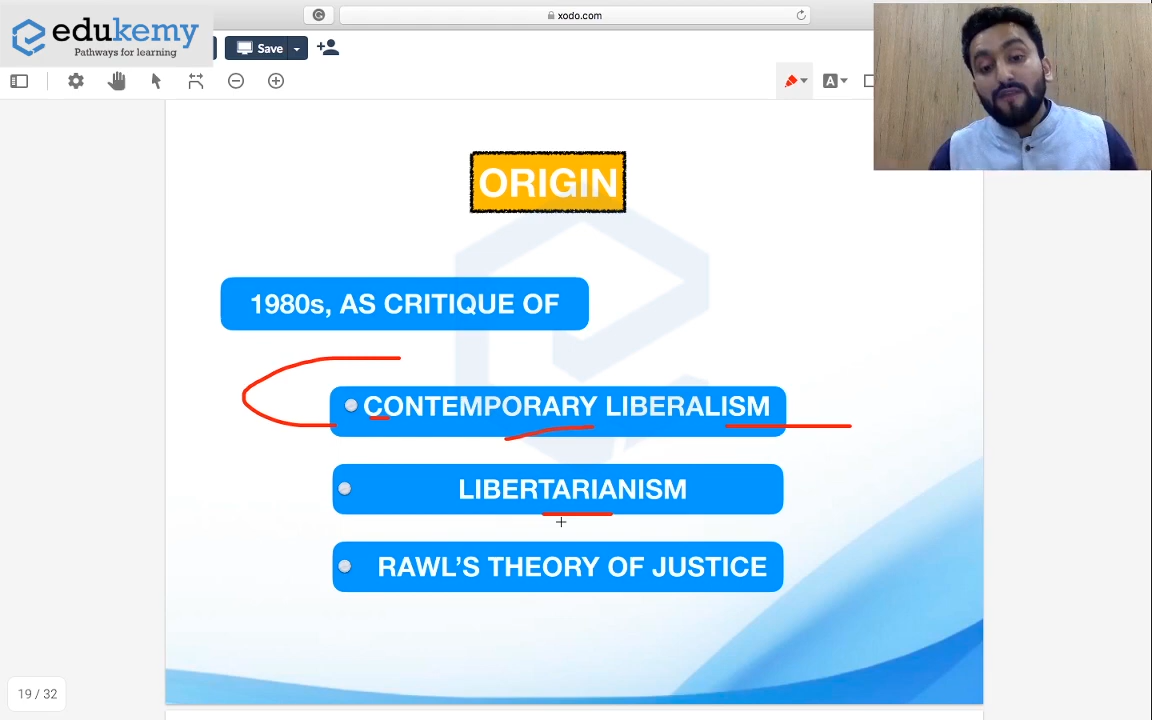 xodo.com
edukemy
Pathways for learning
Save
A
ORIGIN
1980s, AS CRITIQUE OF
CONTEMPORARY LIBERALISM
LIBERTARIANISM
RAWL'S THEORY OF JUSTICE
19 / 32